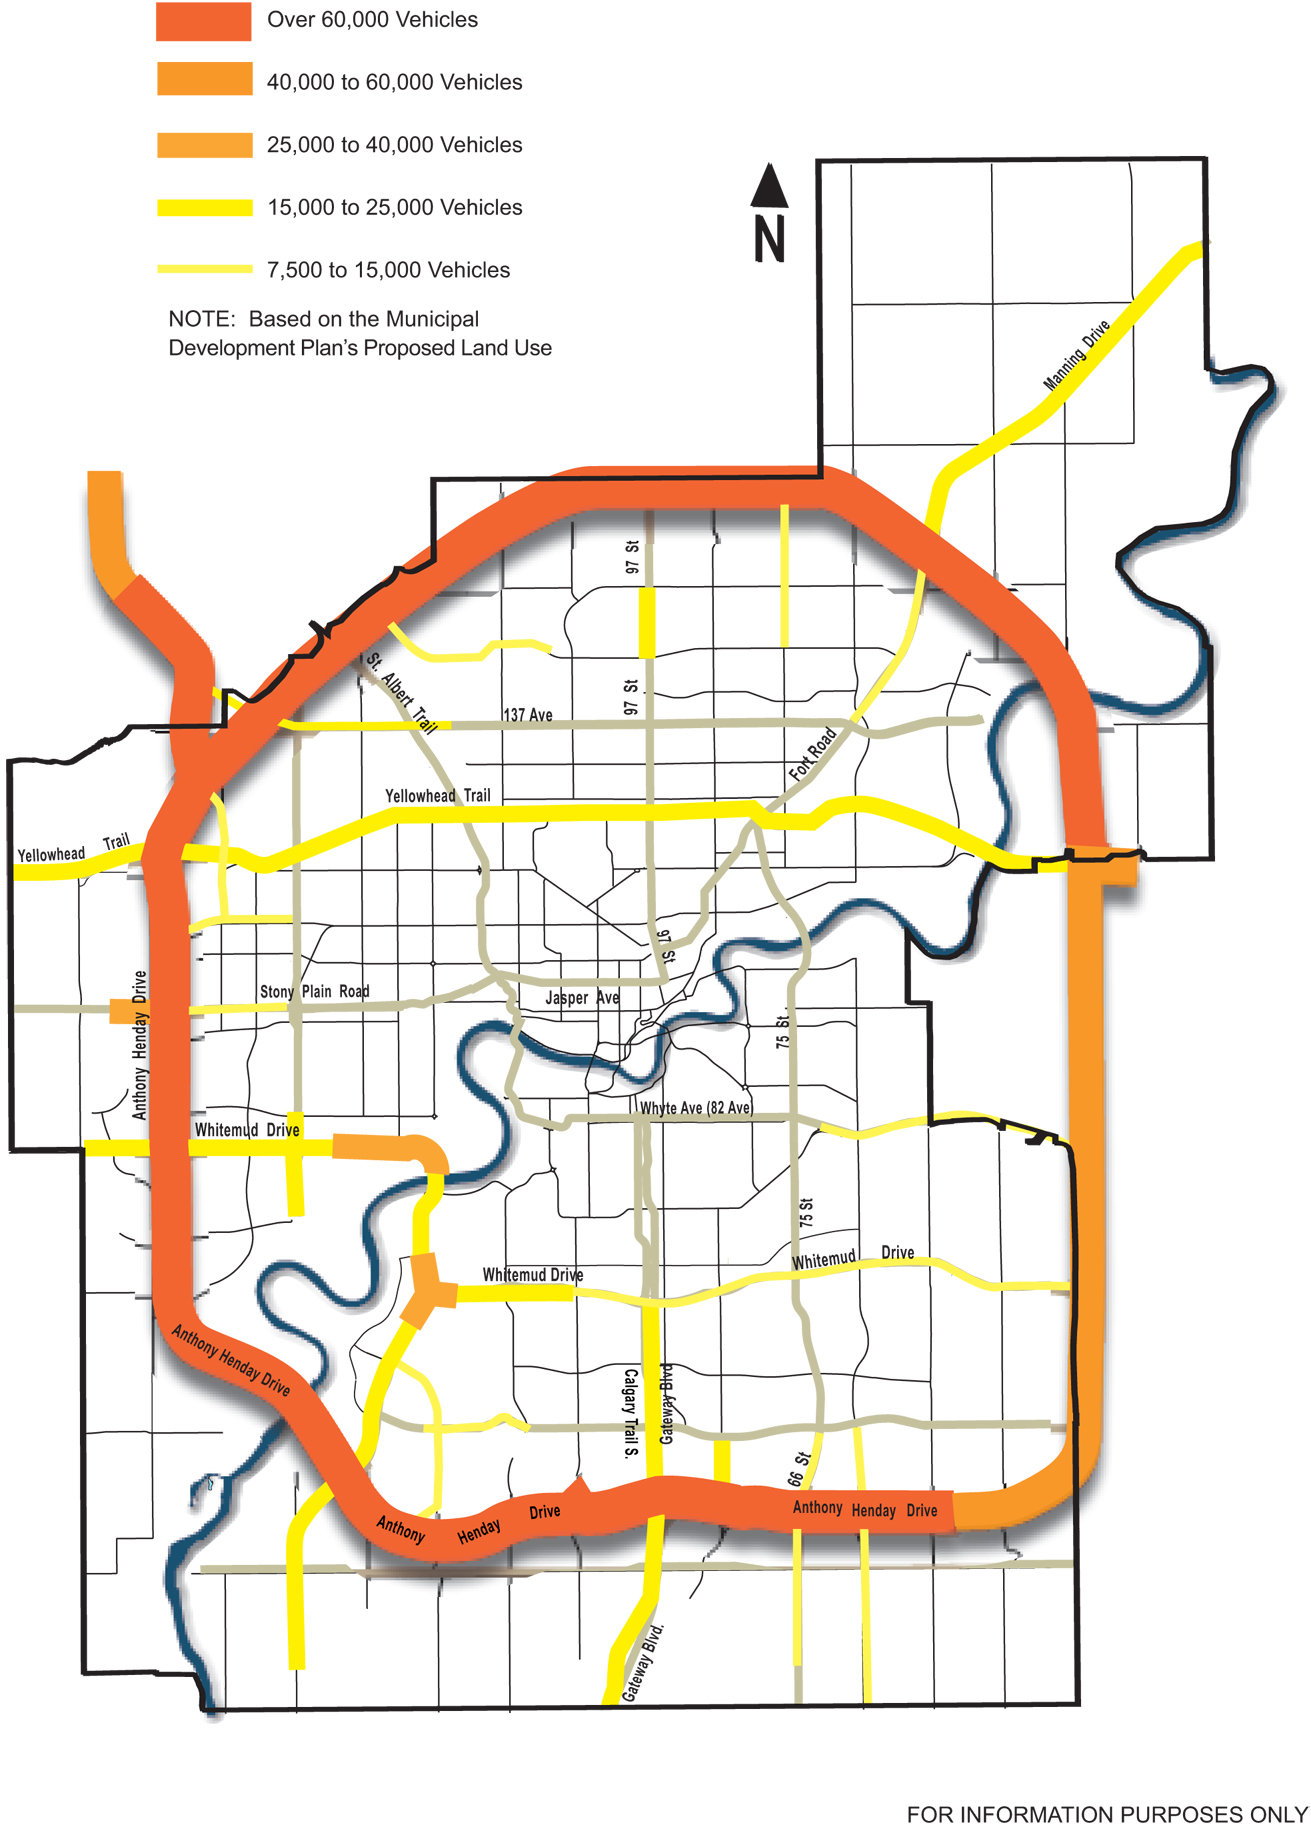 Over 60,000 Vehicles
40,000 to 60,000 Vehicles
25,000 to 40,000 Vehicles
15,000 to 25,000 Vehicles
7,500 to 15,000 Vehicles
NOTE: Based on the Municipal
Development Plan's Proposed Land Use
N
Manning Drive
97 St
St. Albert Trail
97 St
137 Ave
Fort Road
Yellowhead Trail
Yellowhead Trail
97 St
Anthony Henday Drive
Stony Plain Road
Jasper Ave
75 St
Whyte Ave (82 Ave)
Whitemud Drive
75 St
Whitemud Drive
Whitemud Drive
Anthony Henday Drive
Calgary Trail S.
Gateway Blvd
66 St
Anthony Henday Drive
Anthony Henday Drive
Gateway Blvd.
FOR INFORMATION PURPOSES ONLY